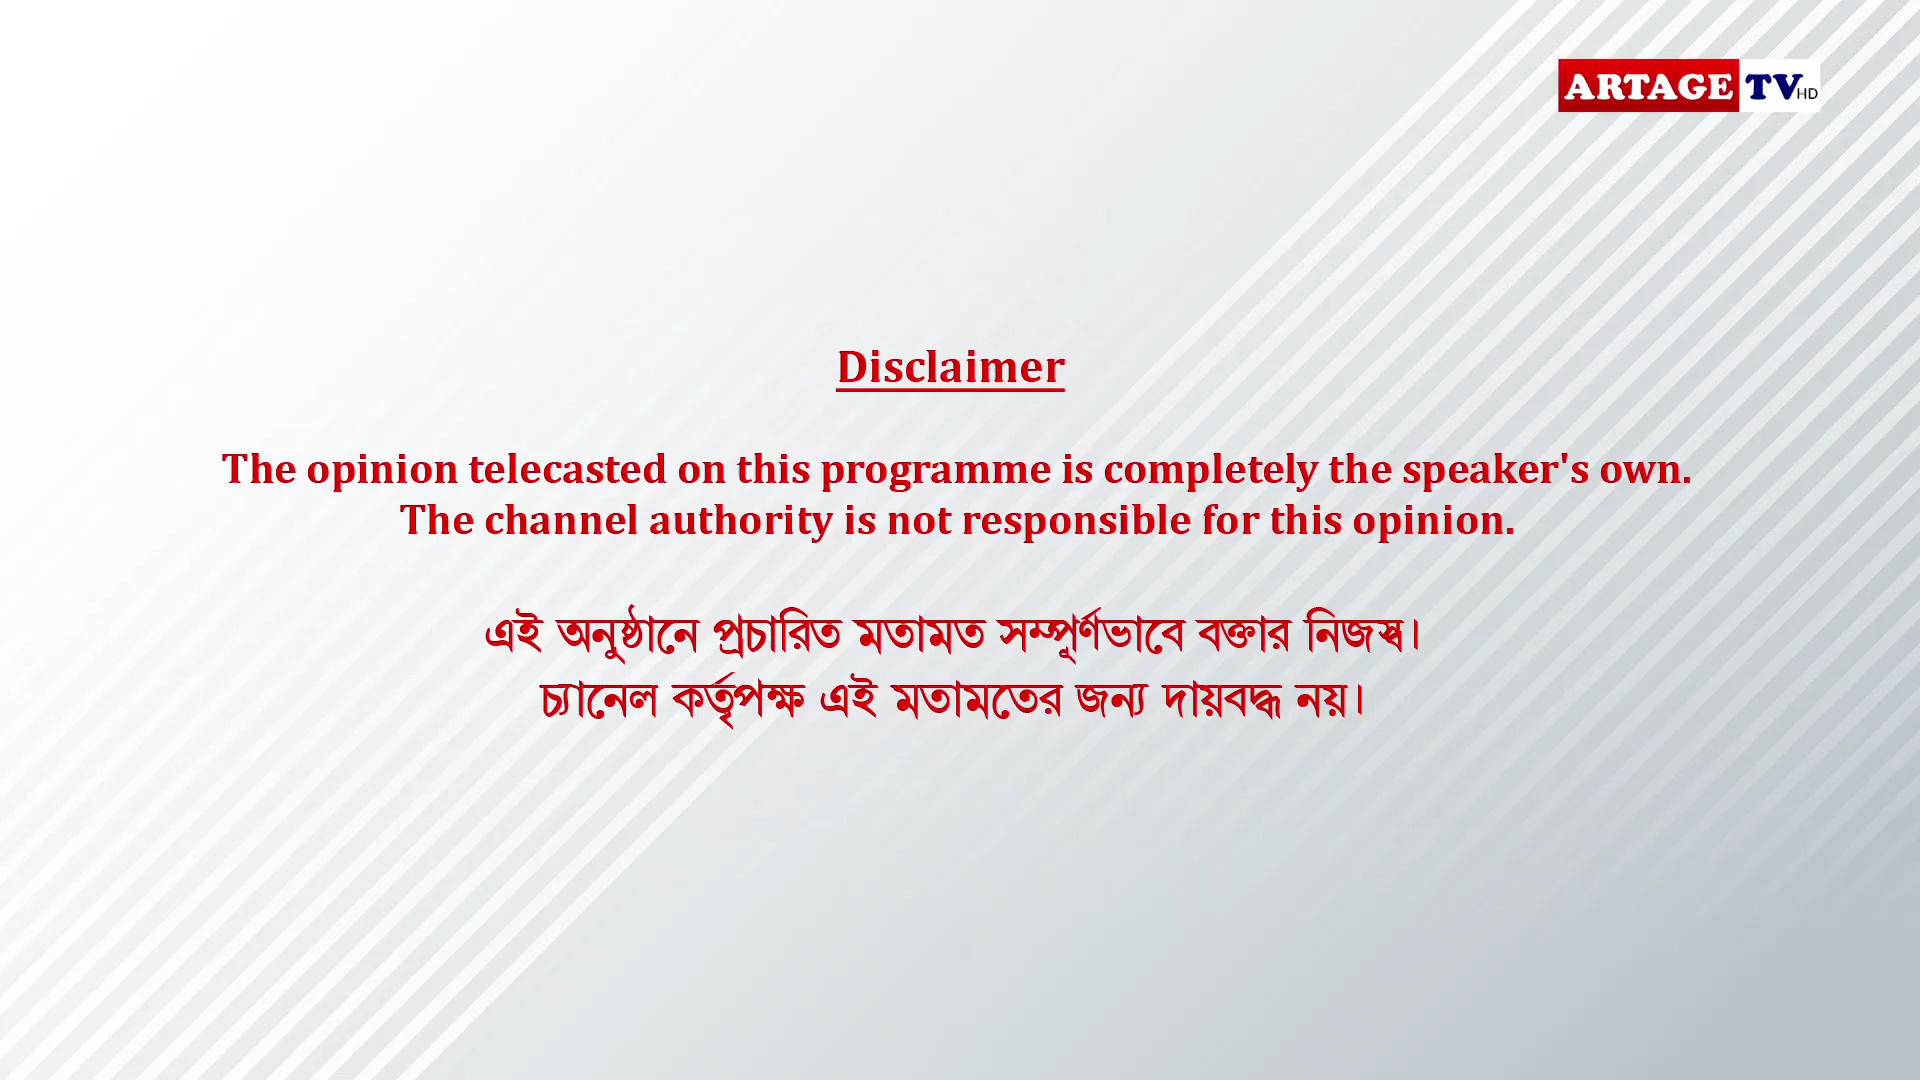 ARTAGE TV HD
Disclaimer
The opinion telecasted on this programme is completely the speaker's own.
The channel authority is not responsible for this opinion.
এই অনুষ্ঠানে প্রচারিত মতামত সম্পূর্ণভাবে বক্তার নিজস্ব।
চ্যানেল কর্তৃপক্ষ এই মতামতের জন্য দায়বদ্ধ নয়।